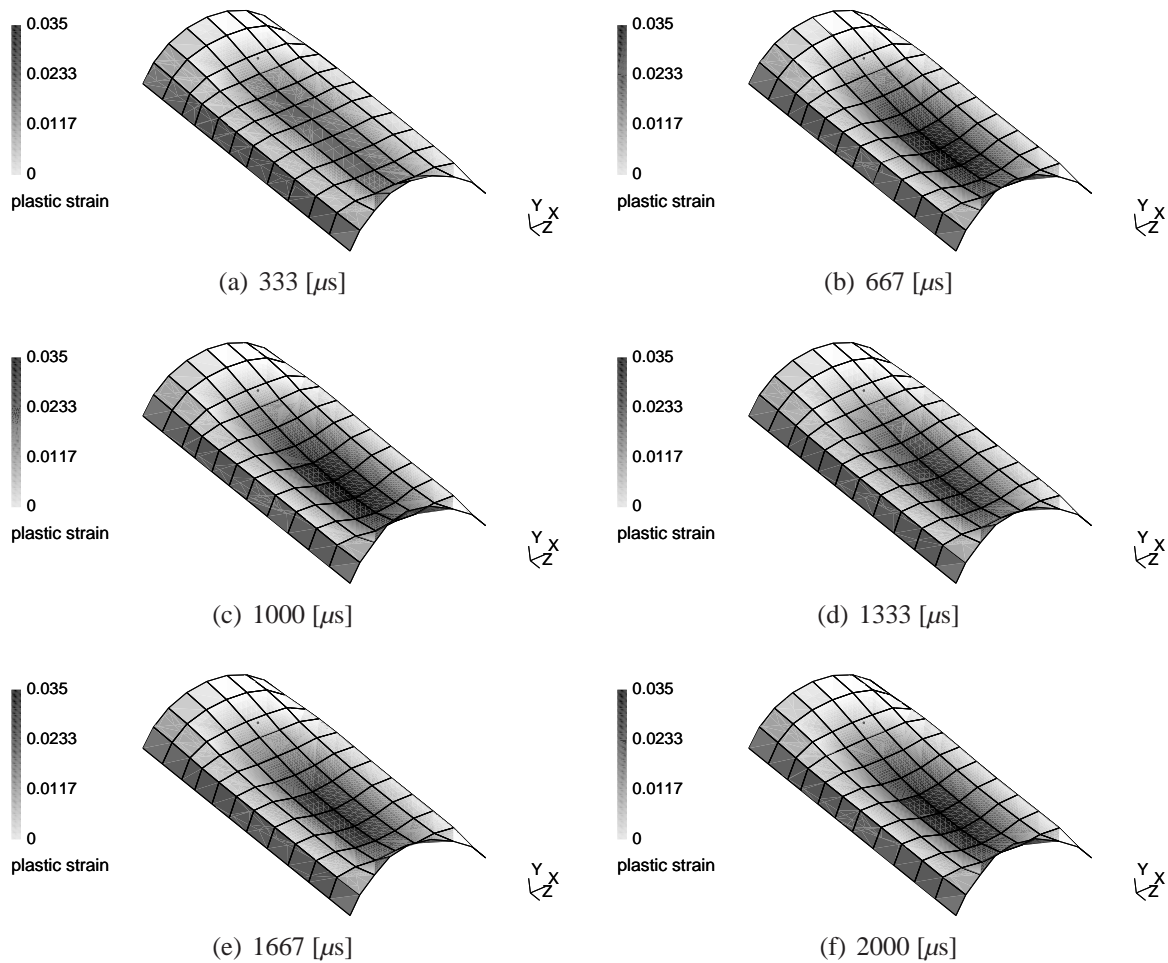 0.035
0.0233
0.0117
0
plastic strain
Y
X
Z
(a) 333 [μs]
0.035
0.0233
0.0117
0
plastic strain
Y
X
Z
(b) 667 [μs]
0.035
0.0233
0.0117
0
plastic strain
Y
X
Z
(c) 1000 [μs]
0.035
0.0233
0.0117
0
plastic strain
Y
X
Z
(d) 1333 [μs]
0.035
0.0233
0.0117
0
plastic strain
Y
X
Z
(e) 1667 [μs]
0.035
0.0233
0.0117
0
plastic strain
Y
X
Z
(f) 2000 [μs]